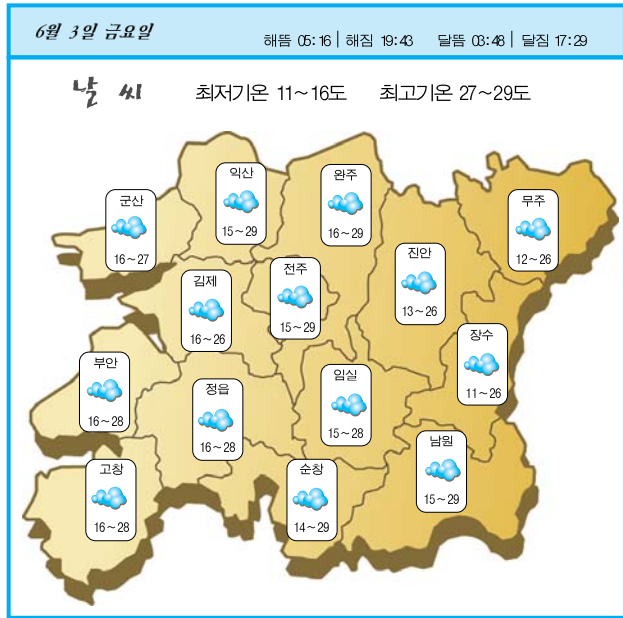 6월 3일 금요일
해뜸 05:16 | 해짐 19:43 달뜸 03:48 | 달짐 17:29
날 씨 최저기온 11~16도 최고기온 27~29도
익산
15~29
완주
16~29
군산
16~27
무주
12~26
진안
13~26
전주
15~29
김제
16~26
장수
11~26
부안
16~28
임실
15~28
정읍
16~28
남원
15~29
고창
16~28
순창
14~29